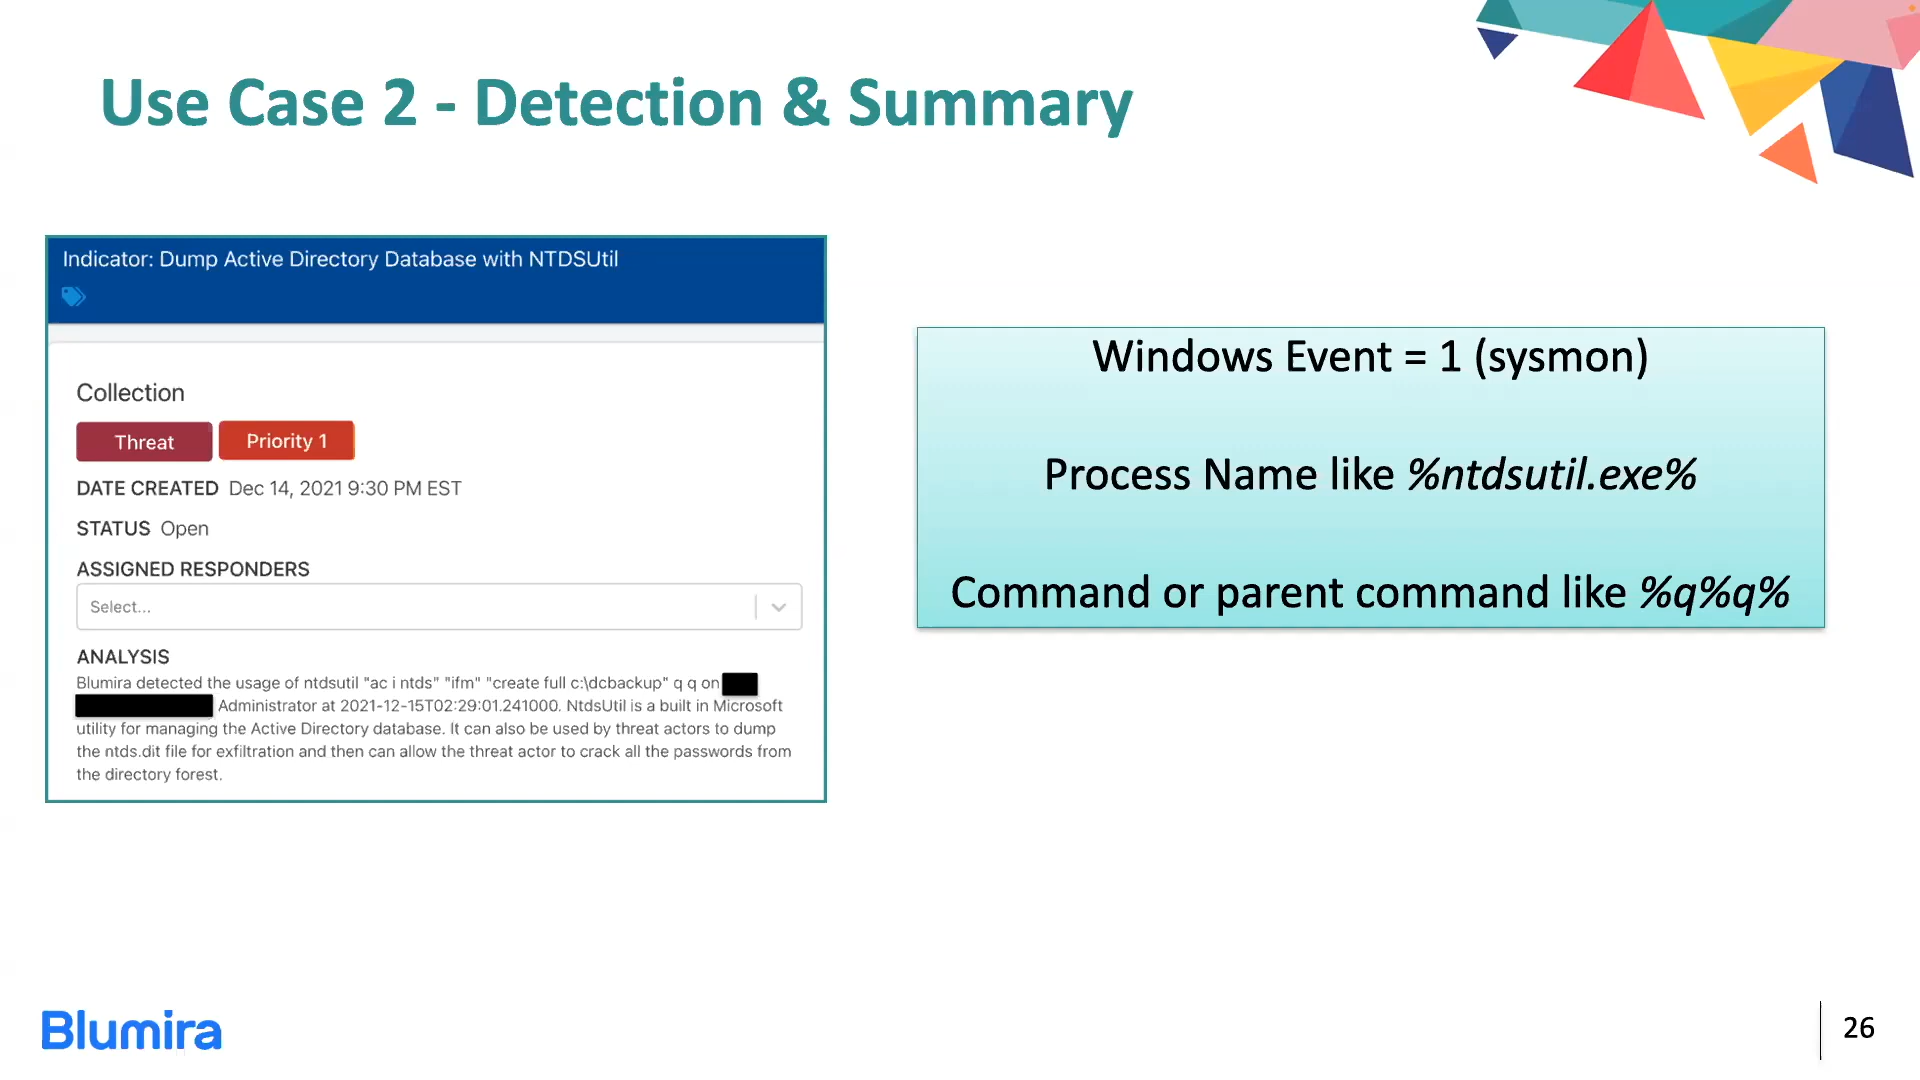 Use Case 2 - Detection & Summary
Indicator: Dump Active Directory Database with NTDSUtil
Collection
Threat
Priority 1
DATE CREATED Dec 14, 2021 9:30 PM EST
STATUS Open
ASSIGNED RESPONDERS
Select...
ANALYSIS
Blumira detected the usage of ntdsutil "ac i ntds" "ifm" "create full c:\dcbackup" q q on
Administrator at 2021-12-15T02:29:01.241000. NtdsUtil is a built in Microsoft
utility for managing the Active Directory database. It can also be used by threat actors to dump
the ntds.dit file for exfiltration and then can allow the threat actor to crack all the passwords from
the directory forest.
Windows Event = 1 (sysmon)
Process Name like %ntdsutil.exe%
Command or parent command like %q%q%
Blumira
26